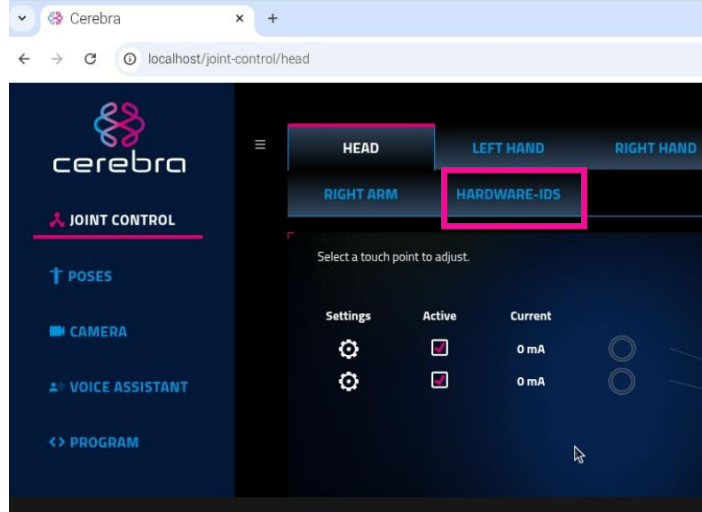 Cerebra
localhost/joint-control/head
cerebra
HEAD
LEFT HAND
RIGHT HAND
RIGHT ARM
HARDWARE-IDS
JOINT CONTROL
POSES
CAMERA
VOICE ASSISTANT
PROGRAM
Select a touch point to adjust.
Settings Active Current
0 mA
0 mA